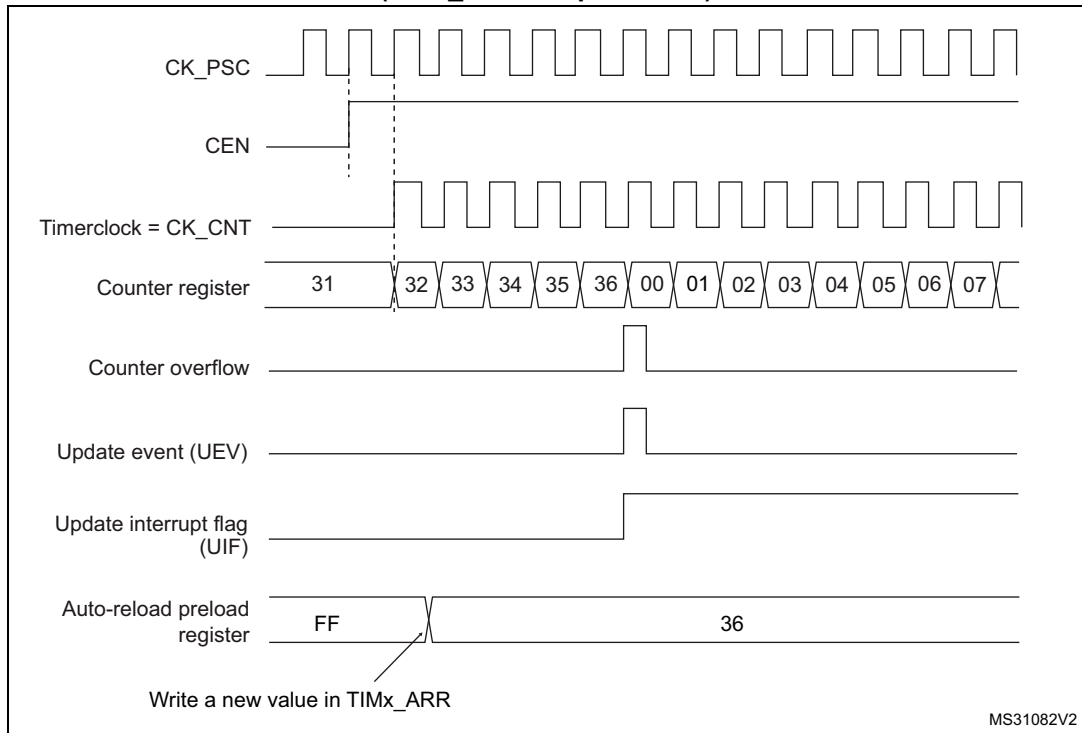 CK_PSC
CEN
Timerclock = CK_CNT
Counter register 31 32 33 34 35 36 00 01 02 03 04 05 06 07
Counter overflow
Update event (UEV)
Update interrupt flag
(UIF)
Auto-reload preload
register FF 36
Write a new value in TIMx_ARR
MS31082V2